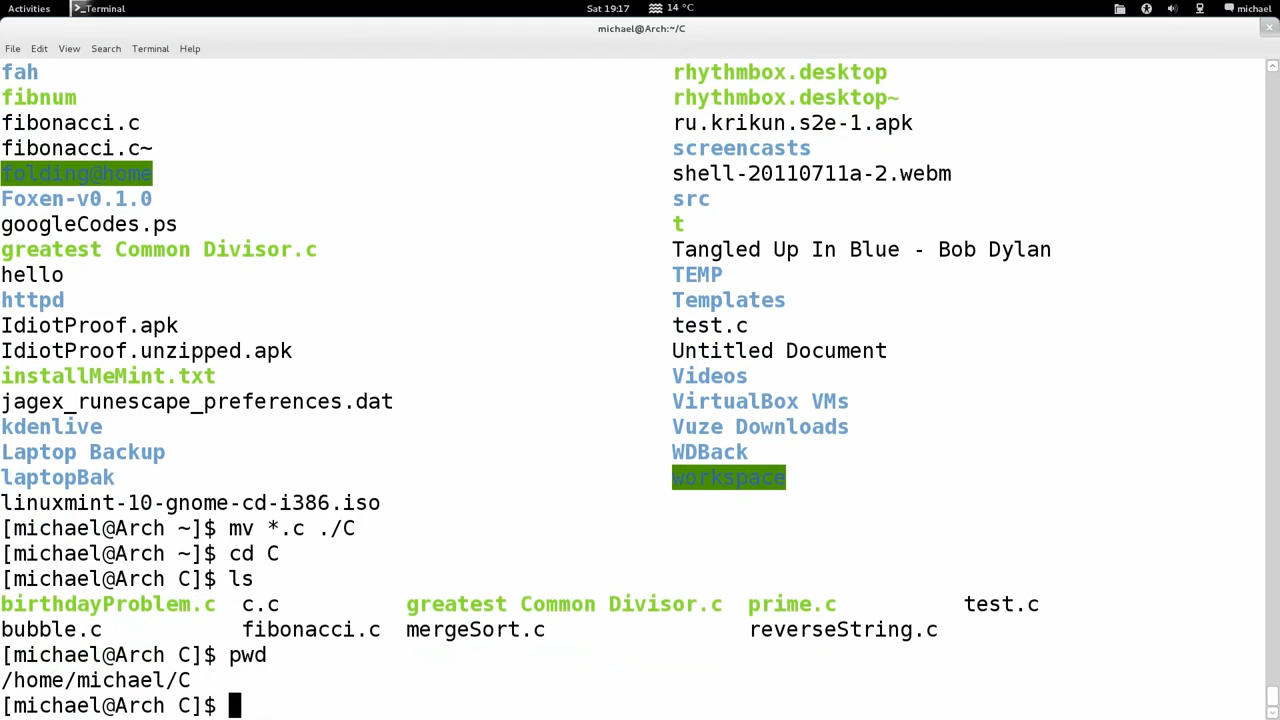 Activities Terminal Sat 19:17 14 °C michael
michael@Arch:~/C
File Edit View Search Terminal Help
fah rhythmbox.desktop
fibnum rhythmbox.desktop~
fibonacci.c ru.krikun.s2e-1.apk
fibonacci.c~ screencasts
folding@home shell-20110711a-2.webm
Foxen-v0.1.0 src
googleCodes.ps t
greatest Common Divisor.c Tangled Up In Blue - Bob Dylan
hello TEMP
httpd Templates
IdiotProof.apk test.c
IdiotProof.unzipped.apk Untitled Document
installMeMint.txt Videos
jagex_runescape_preferences.dat VirtualBox VMs
kdenlive Vuze Downloads
Laptop Backup WDBack
laptopBak workspace
linuxmint-10-gnome-cd-i386.iso
[michael@Arch ~]$ mv *.c ./C
[michael@Arch ~]$ cd C
[michael@Arch C]$ ls
birthdayProblem.c c.c greatest Common Divisor.c prime.c test.c
bubble.c fibonacci.c mergeSort.c reverseString.c
[michael@Arch C]$ pwd
/home/michael/C
[michael@Arch C]$